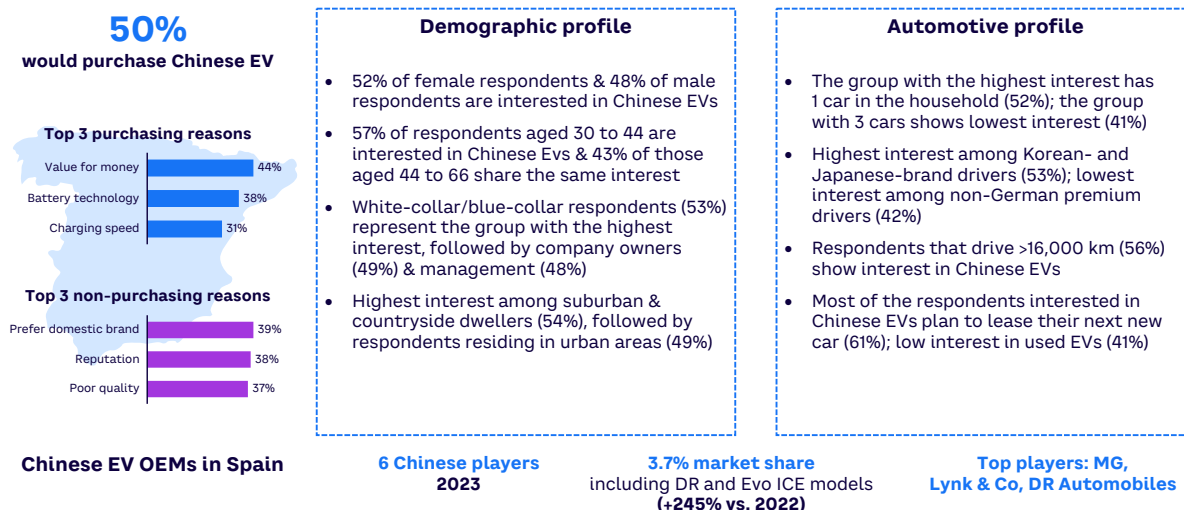 50%
would purchase Chinese EV
Top 3 purchasing reasons
Value for money 44%
Battery technology 38%
Charging speed 31%
Top 3 non-purchasing reasons
Prefer domestic brand 39%
Reputation 38%
Poor quality 37%
Demographic profile
• 52% of female respondents & 48% of male
respondents are interested in Chinese EVs
• 57% of respondents aged 30 to 44 are
interested in Chinese Evs & 43% of those
aged 44 to 66 share the same interest
• White-collar/blue-collar respondents (53%)
represent the group with the highest
interest, followed by company owners
(49%) & management (48%)
• Highest interest among suburban &
countryside dwellers (54%), followed by
respondents residing in urban areas (49%)
Automotive profile
• The group with the highest interest has
1 car in the household (52%); the group
with 3 cars shows lowest interest (41%)
• Highest interest among Korean- and
Japanese-brand drivers (53%); lowest
interest among non-German premium
drivers (42%)
• Respondents that drive >16,000 km (56%)
show interest in Chinese EVs
• Most of the respondents interested in
Chinese EVs plan to lease their next new
car (61%); low interest in used EVs (41%)
Chinese EV OEMs in Spain
6 Chinese players
2023
3.7% market share
including DR and Evo ICE models
(+245% vs. 2022)
Top players: MG,
Lynk & Co, DR Automobiles